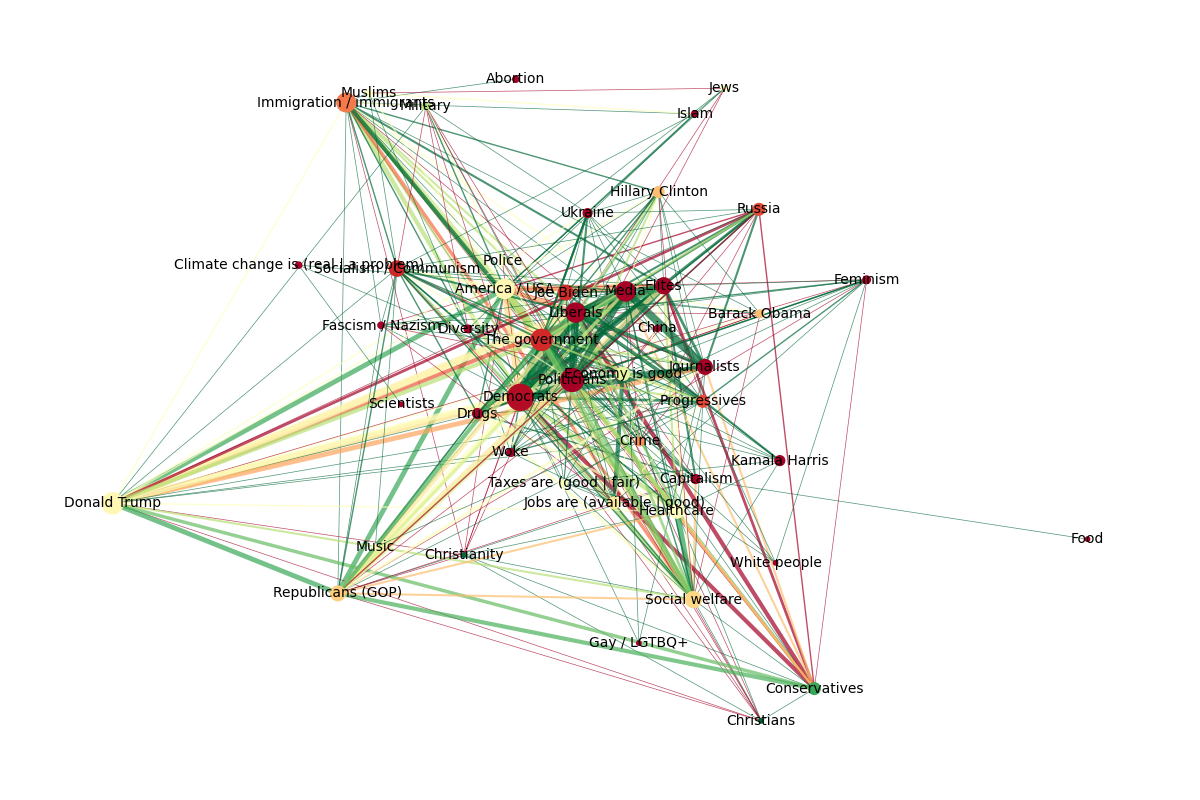 Abortion
Muslims
Jews
Immigration / immigrants
Military
Islam
Hillary Clinton
Ukraine
Russia
Police
Climate change is (real | a problem)
Socialism / Communism
Feminism
America / USA
Joe Biden
Media
Elites
Liberals
Barack Obama
Fascism / Nazism
Diversity
China
The government
Journalists
Economy is good
Politicians
Democrats
Progressives
Scientists
Drugs
Crime
Woke
Kamala Harris
Capitalism
Taxes are (good | fair)
Donald Trump
Jobs are (available | good)
Healthcare
Food
Music
Christianity
White people
Republicans (GOP)
Social welfare
Gay / LGTBQ+
Conservatives
Christians